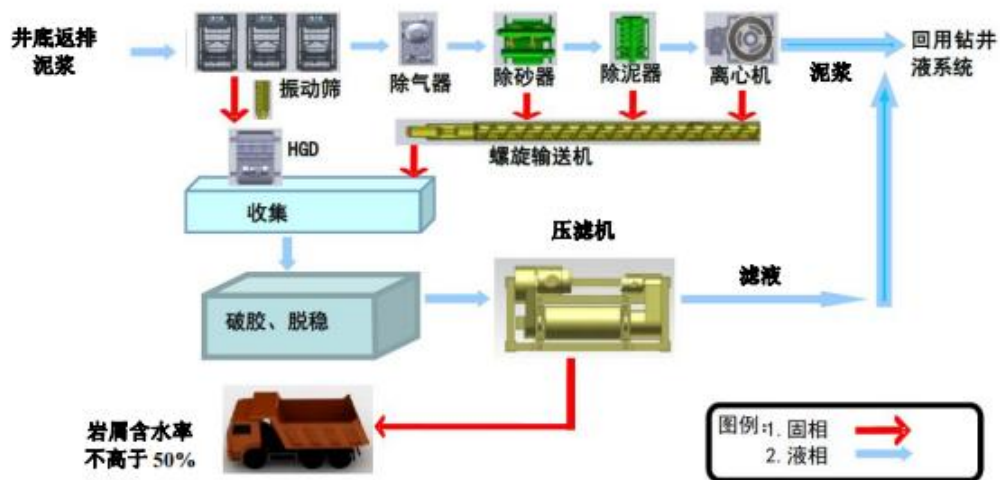 井底返排
泥浆
振动筛
除气器
除砂器
除泥器
离心机
泥浆
回用钻井
液系统
HGD
螺旋输送机
收集
压滤机
破胶、脱稳
滤液
岩屑含水率
不高于 50%
图例:1. 固相
2. 液相